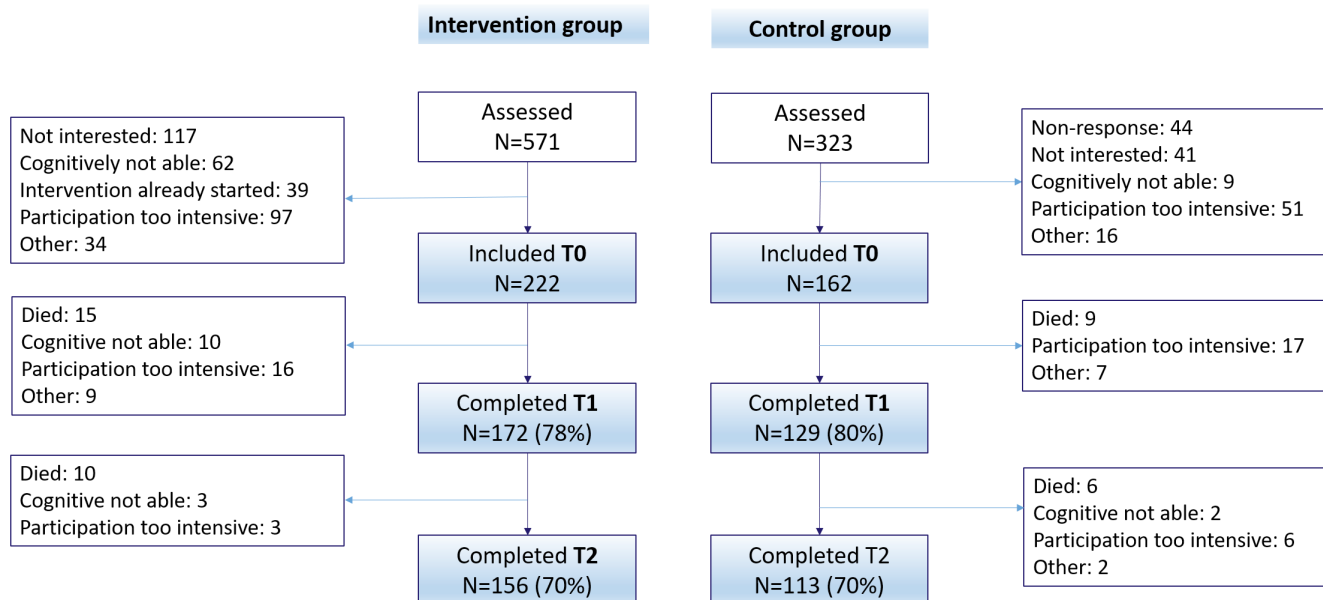 Intervention group
Control group
Assessed
N=571
Assessed
N=323
Not interested: 117
Cognitively not able: 62
Intervention already started: 39
Participation too intensive: 97
Other: 34
Non-response: 44
Not interested: 41
Cognitively not able: 9
Participation too intensive: 51
Other: 16
Included T0
N=222
Included T0
N=162
Died: 15
Cognitive not able: 10
Participation too intensive: 16
Other: 9
Died: 9
Participation too intensive: 17
Other: 7
Completed T1
N=172 (78%)
Completed T1
N=129 (80%)
Died: 10
Cognitive not able: 3
Participation too intensive: 3
Died: 6
Cognitive not able: 2
Participation too intensive: 6
Other: 2
Completed T2
N=156 (70%)
Completed T2
N=113 (70%)